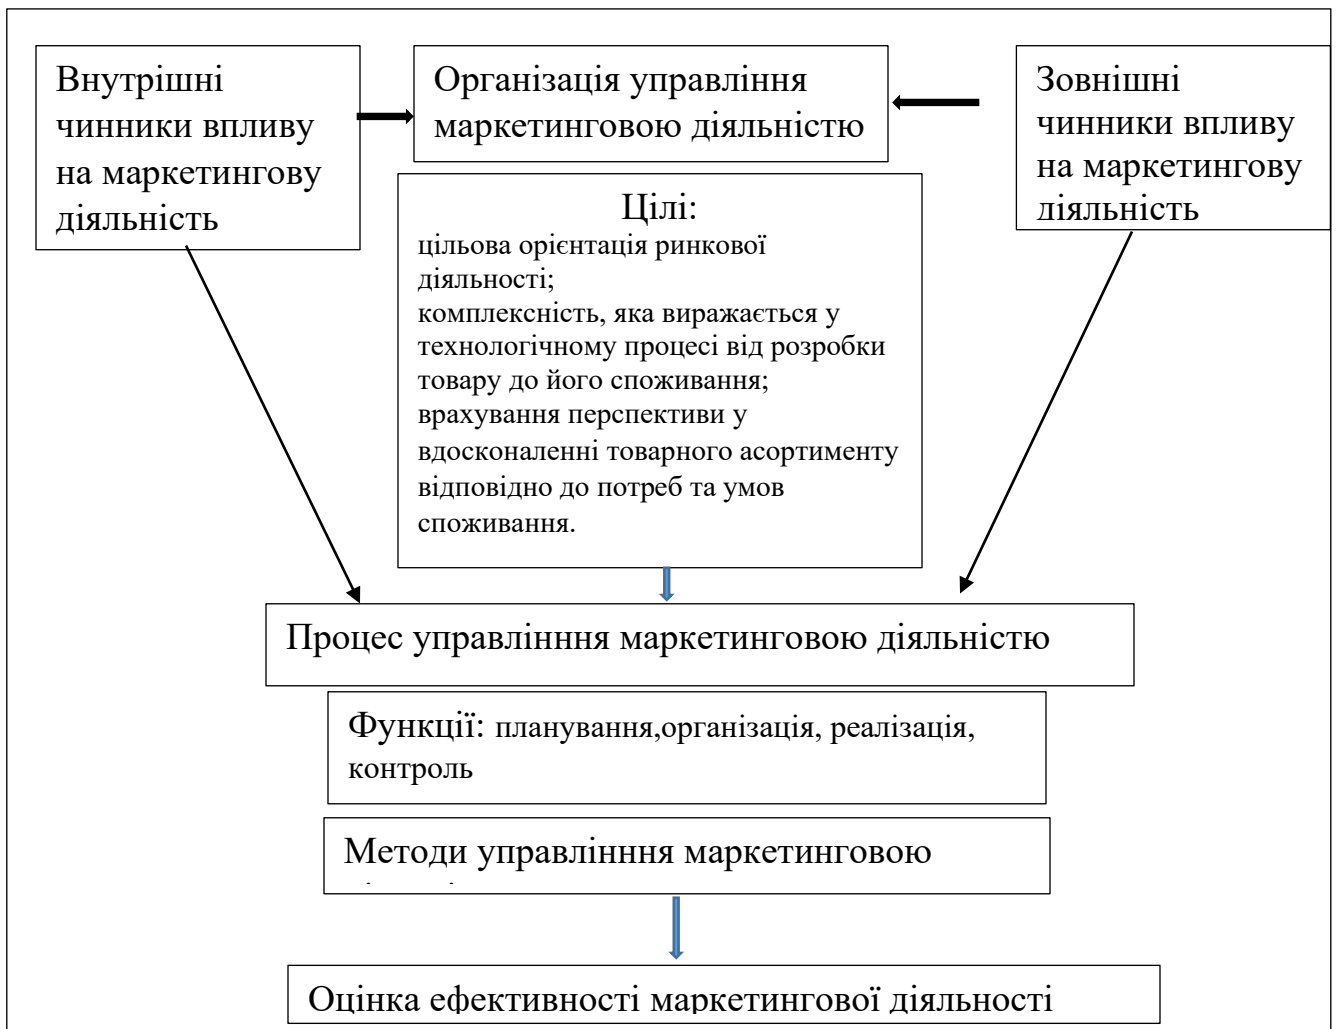 Внутрішні
чинники впливу
на маркетингову
діяльність
Організація управління
маркетинговою діяльністю
Зовнішні
чинники впливу
на маркетингову
діяльність
Цілі:
цільова орієнтація ринкової
діяльності;
комплексність, яка виражається у
технологічному процесі від розробки
товару до його споживання;
врахування перспективи у
вдосконаленні товарного асортименту
відповідно до потреб та умов
споживання.
Процес управлінння маркетинговою діяльністю
Функції: планування,організація, реалізація,
контроль
Методи управлінння маркетинговою
Оцінка ефективності маркетингової діяльності